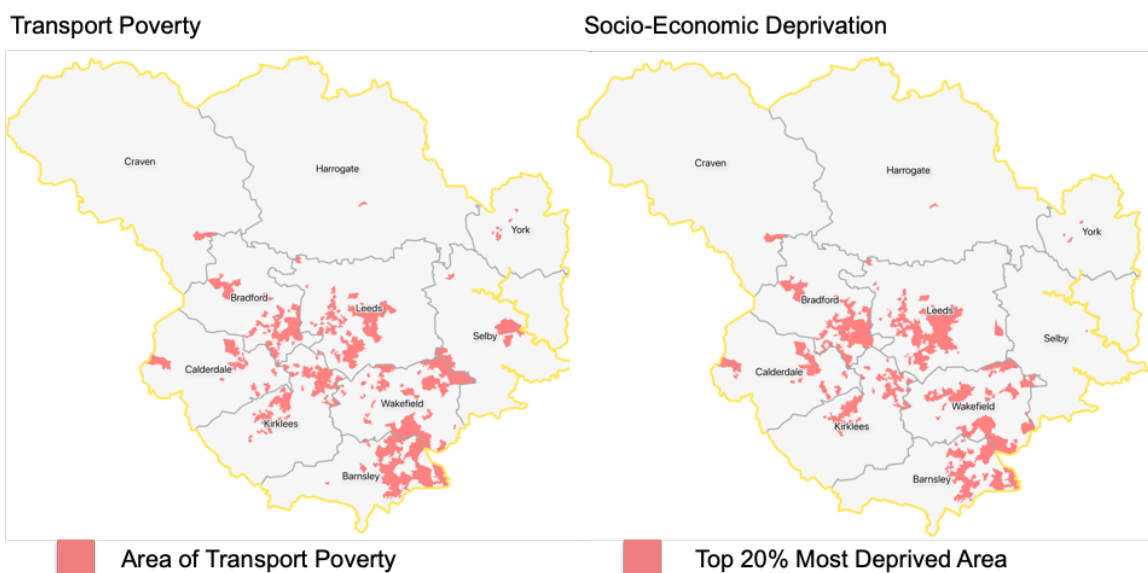 Transport Poverty
Socio-Economic Deprivation
Craven
Harrogate
York
Bradford
Leeds
Selby
Calderdale
Wakefield
Kirklees
Barnsley
Craven
Harrogate
York
Bradford
Leeds
Selby
Calderdale
Wakefield
Kirklees
Barnsley
Area of Transport Poverty
Top 20% Most Deprived Area